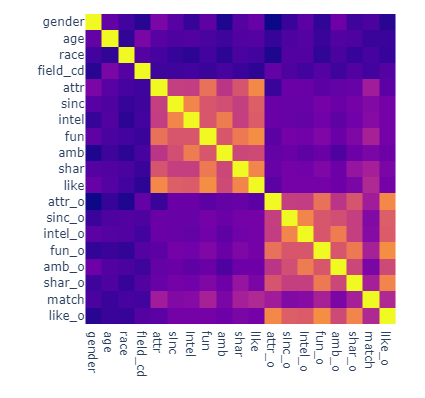 gender
age
race
field_cd
attr
sinc
intel
fun
amb
shar
like
attr_o
sinc_o
intel_o
fun_o
amb_o
shar_o
match
like_o
gender
age
race
field_cd
attr
sinc
intel
fun
amb
shar
like
attr_o
sinc_o
intel_o
fun_o
amb_o
shar_o
match
like_o